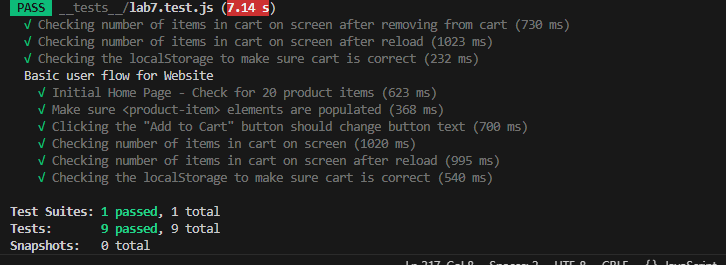 PASS __tests__/lab7.test.js (7.14 s)
√ Checking number of items in cart on screen after removing from cart (730 ms)
√ Checking number of items in cart on screen after reload (1023 ms)
√ Checking the localStorage to make sure cart is correct (232 ms)
Basic user flow for Website
√ Initial Home Page - Check for 20 product items (623 ms)
√ Make sure <product-item> elements are populated (368 ms)
√ Clicking the "Add to Cart" button should change button text (700 ms)
√ Checking number of items in cart on screen (1020 ms)
√ Checking number of items in cart on screen after reload (995 ms)
√ Checking the localStorage to make sure cart is correct (540 ms)
Test Suites: 1 passed, 1 total
Tests: 9 passed, 9 total
Snapshots: 0 total